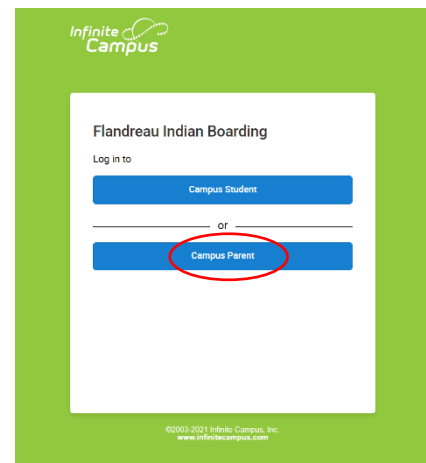 Infinite
Campus
Flandreau Indian Boarding
Log in to
Campus Student
or
Campus Parent
©2003-2021 Infinite Campus, Inc.
www.infinitecampus.com